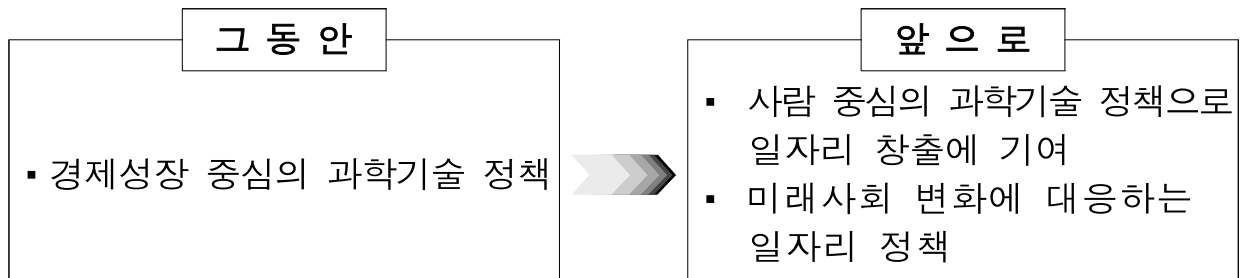 그 동 안
▪ 경제성장 중심의 과학기술 정책
앞 으 로
▪ 사람 중심의 과학기술 정책으로
일자리 창출에 기여
▪ 미래사회 변화에 대응하는
일자리 정책